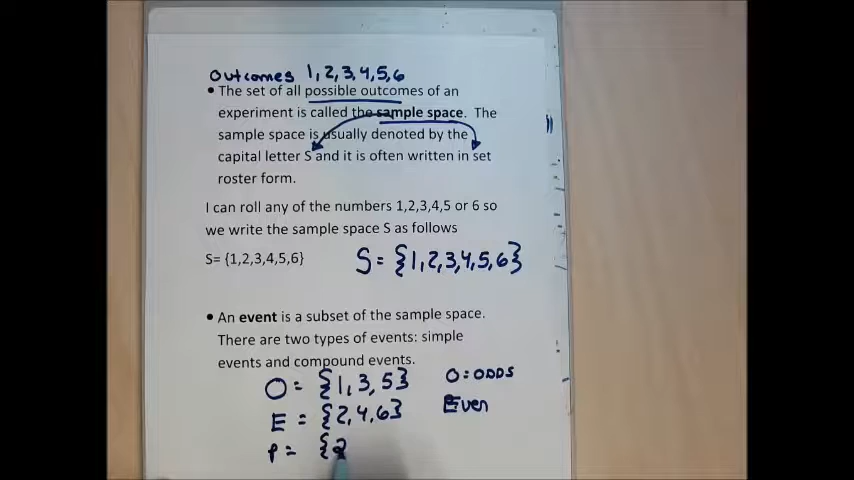 Outcomes 1,2,3,4,5,6
• The set of all possible outcomes of an
experiment is called the sample space. The
sample space is usually denoted by the
capital letter S and it is often written in set
roster form.
I can roll any of the numbers 1,2,3,4,5 or 6 so
we write the sample space S as follows
S= {1,2,3,4,5,6}
S = {1,2,3,4,5,6}
• An event is a subset of the sample space.
There are two types of events: simple
events and compound events.
O = {1,3,5}
O: ODDS
E = {2,4,6}
Even
P = {2